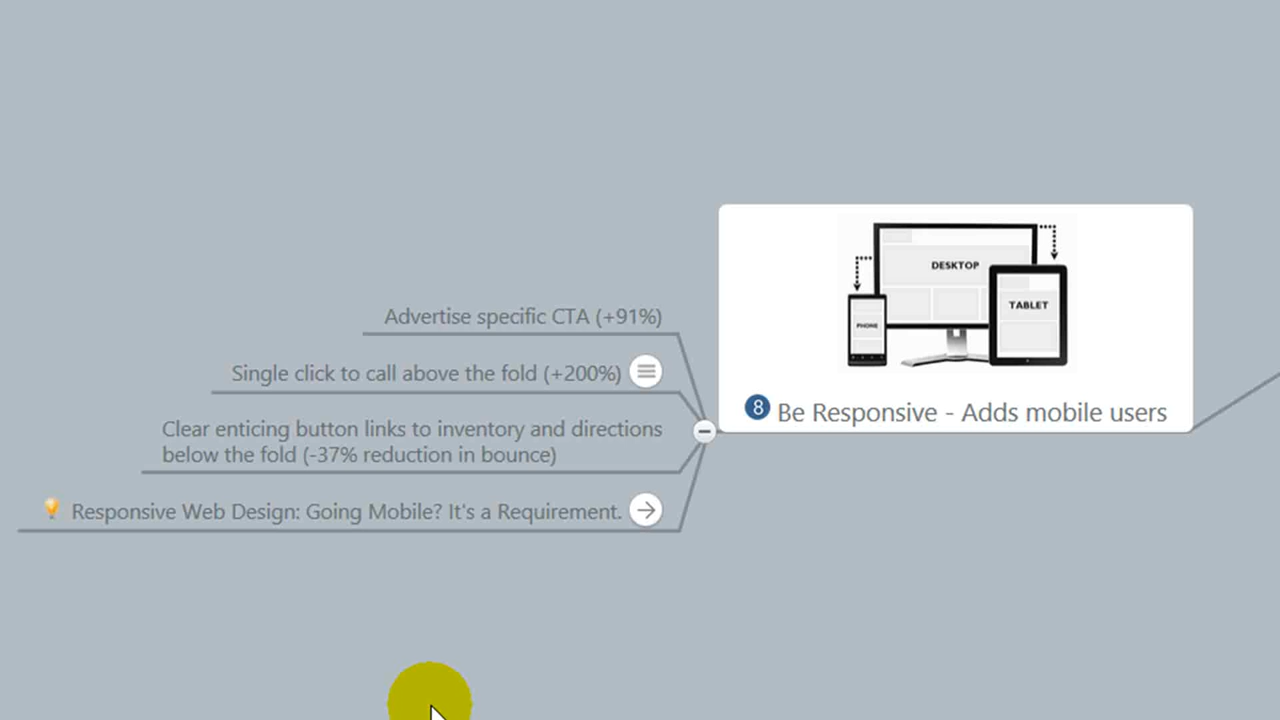 DESKTOP
TABLET
PHONE
8 Be Responsive - Adds mobile users
Advertise specific CTA (+91%)
Single click to call above the fold (+200%)
Clear enticing button links to inventory and directions
below the fold (-37% reduction in bounce)
Responsive Web Design: Going Mobile? It's a Requirement.